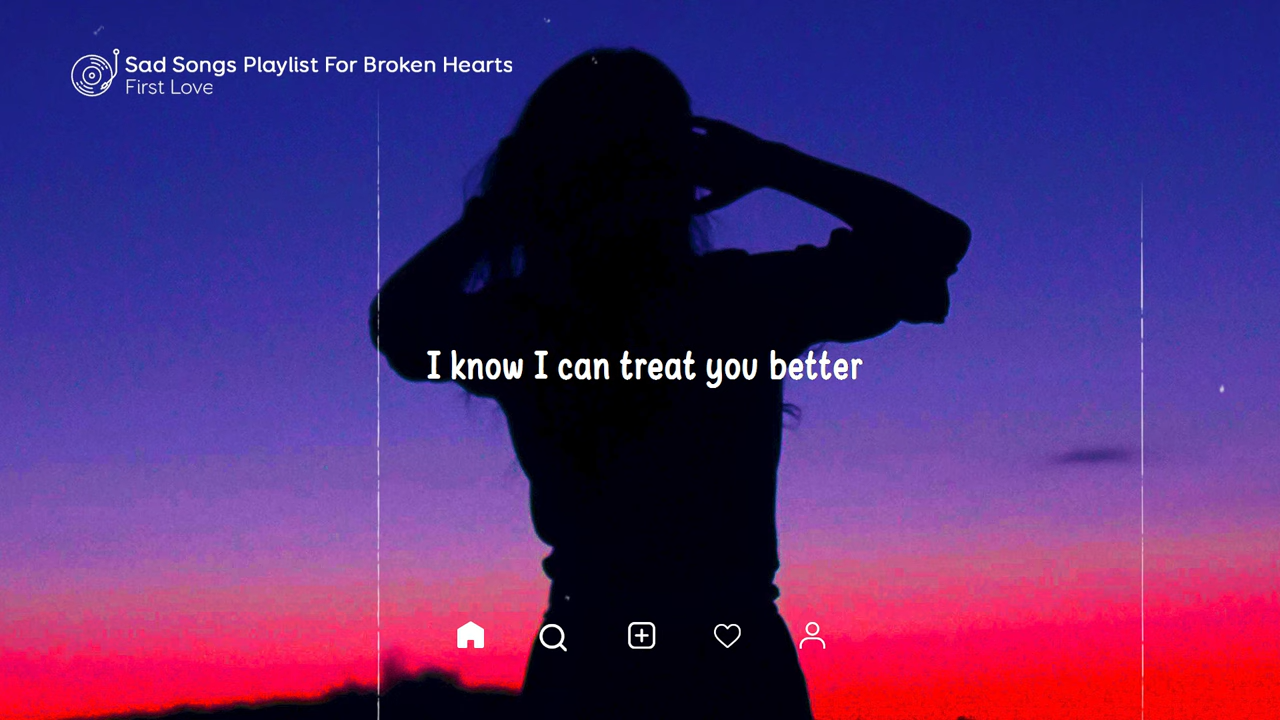 Sad Songs Playlist For Broken Hearts
First Love
I know I can treat you better